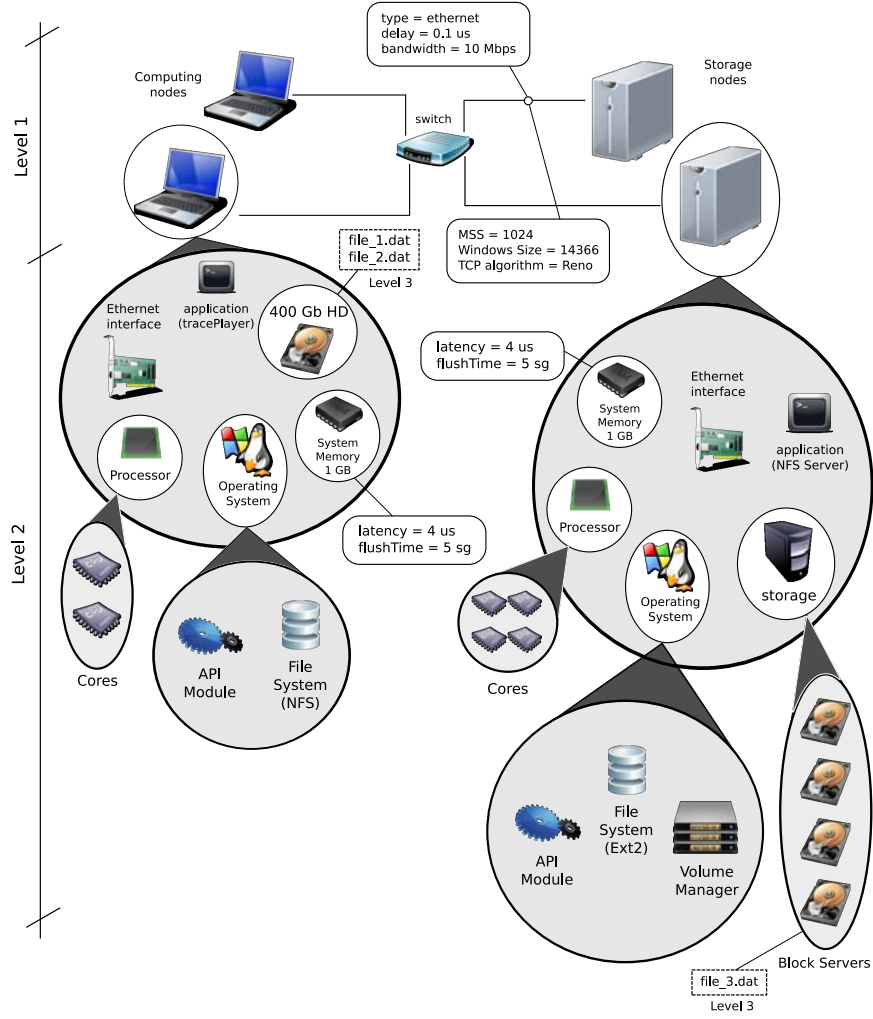 type = ethernet
delay = 0.1 us
bandwidth = 10 Mbps
Computing
nodes
Storage
nodes
switch
Level 1
MSS = 1024
Windows Size = 14366
TCP algorithm = Reno
file_1.dat
file_2.dat
Level 3
application
(tracePlayer)
400 Gb HD
Ethernet
interface
System
Memory
1 GB
Processor
Operating
System
latency = 4 us
flushTime = 5 sg
Level 2
Cores
API
Module
File
System
(NFS)
latency = 4 us
flushTime = 5 sg
System
Memory
1 GB
Ethernet
interface
application
(NFS Server)
Processor
Operating
System
storage
Cores
File
System
(Ext2)
API
Module
Volume
Manager
Block Servers
file_3.dat
Level 3